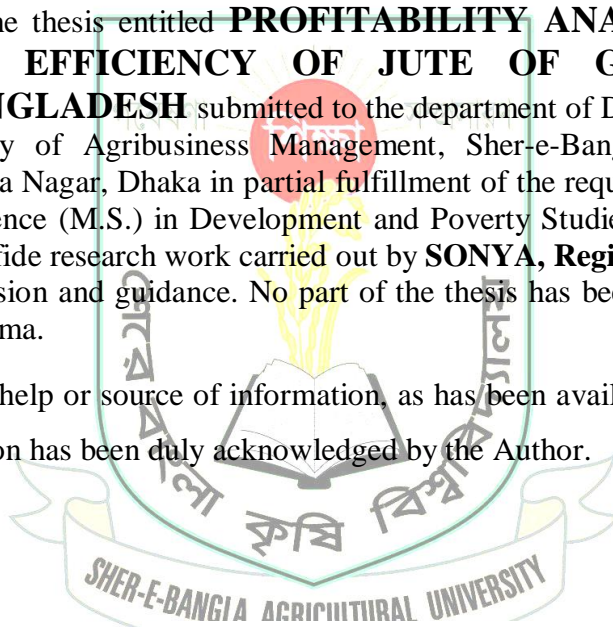 ne thesis entitled PROFITABILITY ANA
EFFICIENCY OF JUTE OF G
NGLADESH submitted to the department of D
y of Agribusiness Management, Sher-e-Bang
a Nagar, Dhaka in partial fulfillment of the requ
ence (M.S.) in Development and Poverty Studie
fide research work carried out by SONYA, Regi
sion and guidance. No part of the thesis has bee
ma.
help or source of information, as has been avail
on has been duly acknowledged by the Author.
শিক্ষা
শেরে বাংলা কৃষি বিশ্ববিদ্যালয়
SHER-E-BANGLA AGRICULTURAL UNIVERSITY